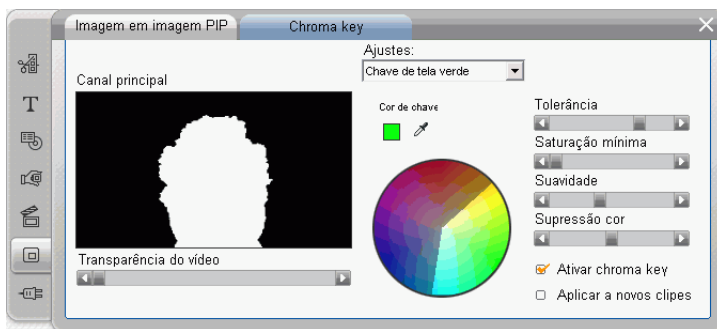 Imagem em imagem PIP
Chroma key
Ajustes:
Chave de tela verde
Canal principal
Cor de chave
Tolerância
Saturação mínima
Suavidade
Supressão cor
Transparência do vídeo
Ativar chroma key
Aplicar a novos clipes
T